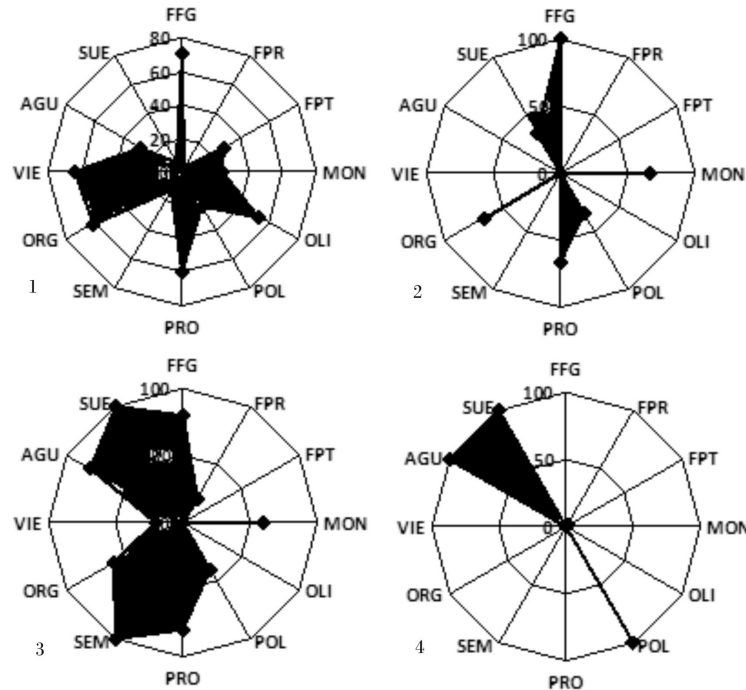 FFG
80
SUE
FPR
60
AGU
FPT
40
20
VIE
MON
ORG
OLI
SEM
POL
PRO
1
FFG
100
SUE
FPR
AGU
50
FPT
VIE
0
MON
ORG
OLI
SEM
POL
PRO
2
FFG
100
SUE
FPR
AGU
FPT
VIE
MON
ORG
OLI
SEM
POL
PRO
3
FFG
100
SUE
FPR
AGU
50
FPT
VIE
0
MON
ORG
OLI
SEM
POL
PRO
4